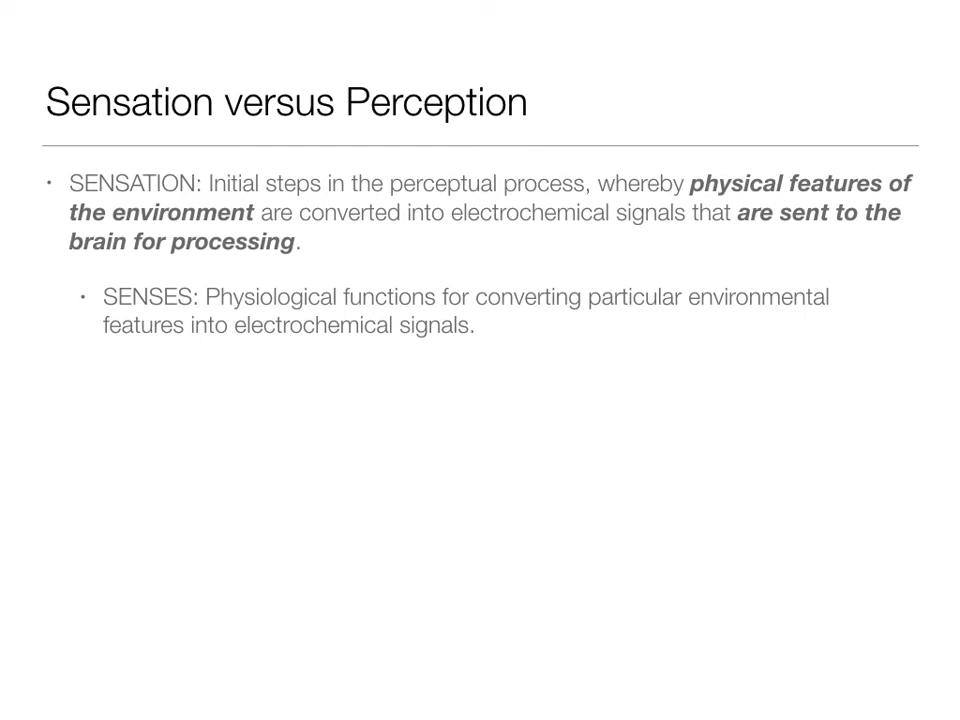 Sensation versus Perception
• SENSATION: Initial steps in the perceptual process, whereby physical features of
the environment are converted into electrochemical signals that are sent to the
brain for processing.
• SENSES: Physiological functions for converting particular environmental
features into electrochemical signals.